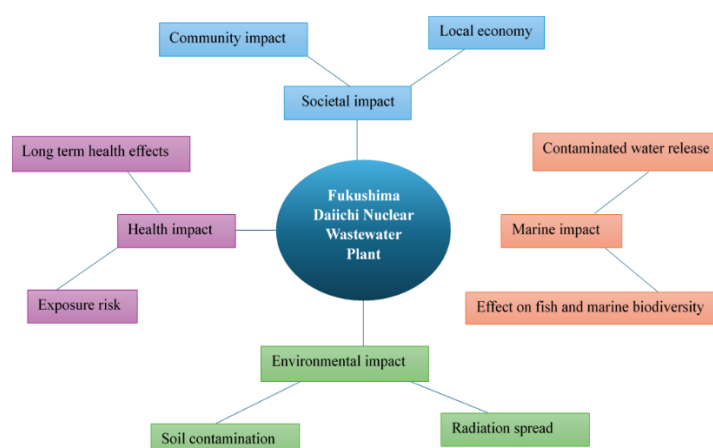 Community impact
Local economy
Societal impact
Long term health effects
Contaminated water release
Fukushima
Daiichi Nuclear
Wastewater
Plant
Health impact
Marine impact
Exposure risk
Effect on fish and marine biodiversity
Environmental impact
Soil contamination
Radiation spread